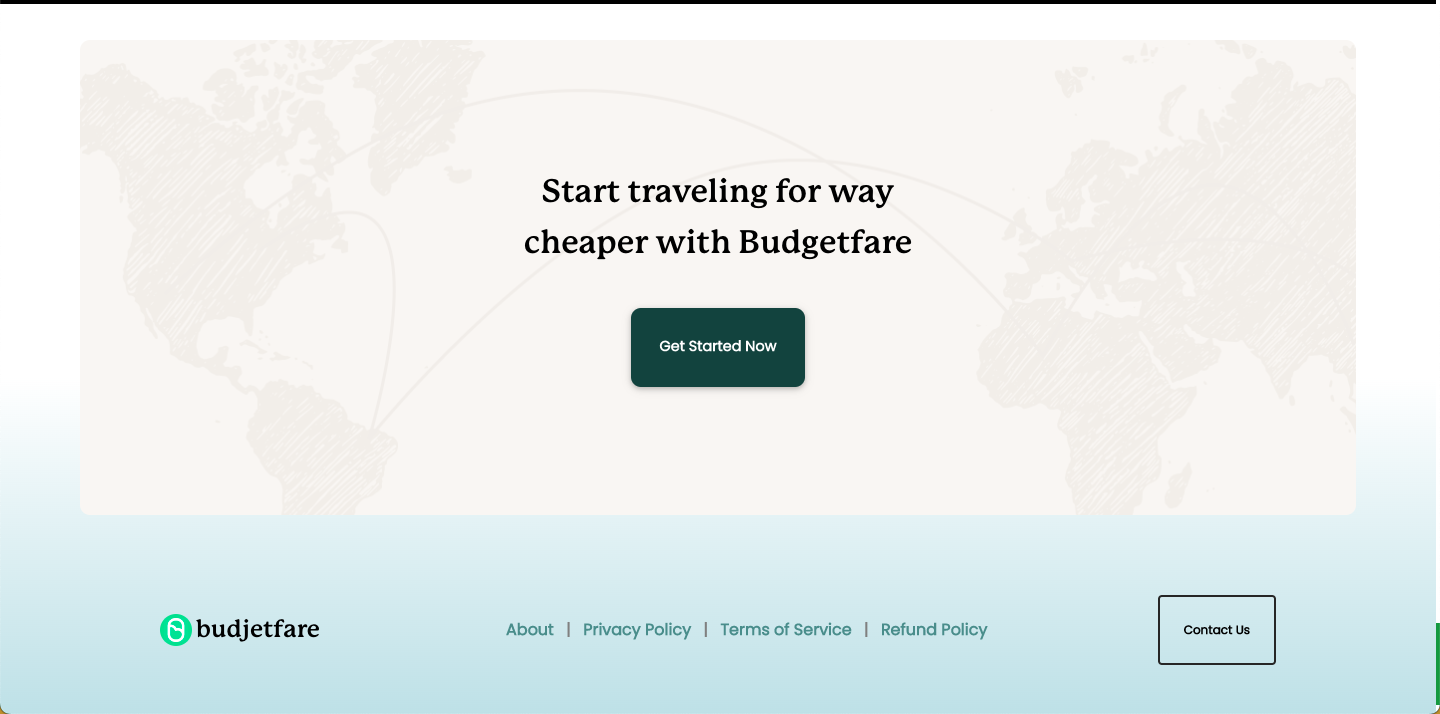 Start traveling for way
cheaper with Budgetfare
Get Started Now
budjetfare
About | Privacy Policy | Terms of Service | Refund Policy
Contact Us